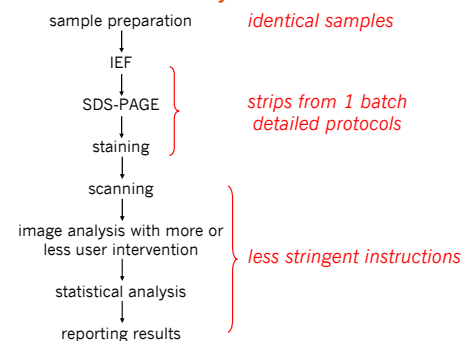 sample preparation
identical samples
IEF
SDS-PAGE
strips from 1 batch
detailed protocols
staining
scanning
image analysis with more or
less user intervention
less stringent instructions
statistical analysis
reporting results